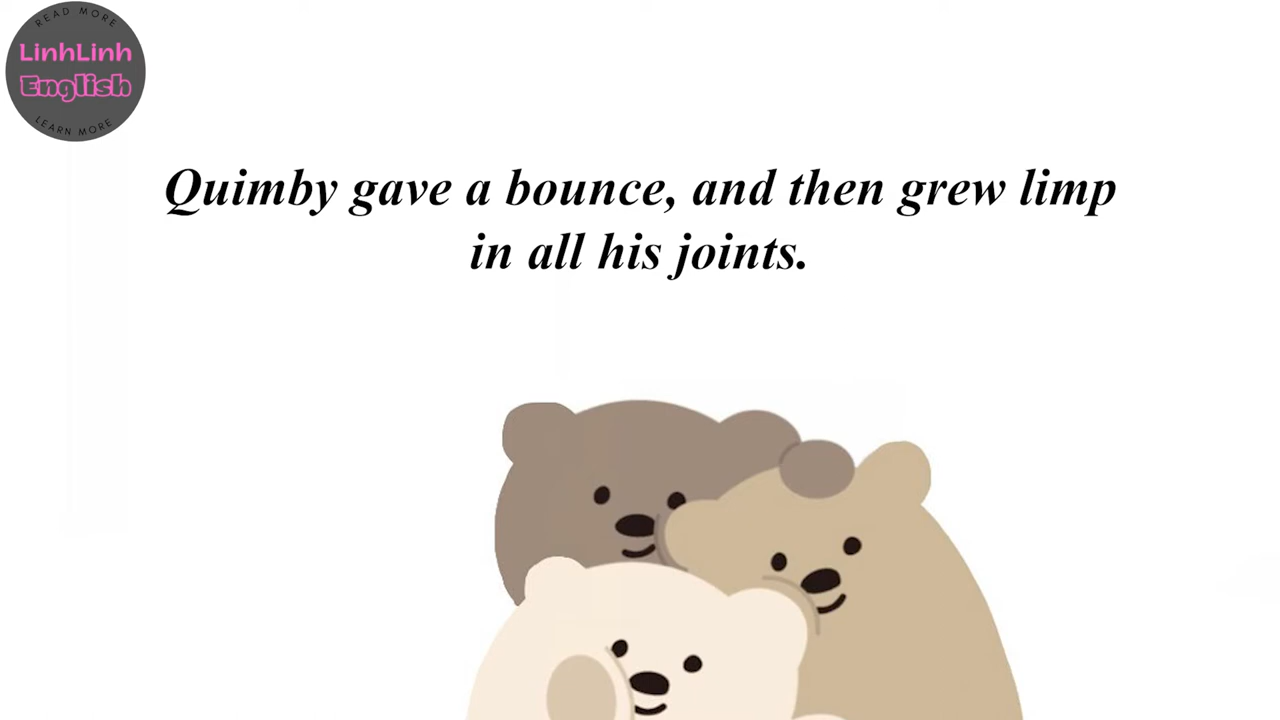 READ MORE
LinhLinh
English
LEARN MORE
Quimby gave a bounce, and then grew limp
in all his joints.